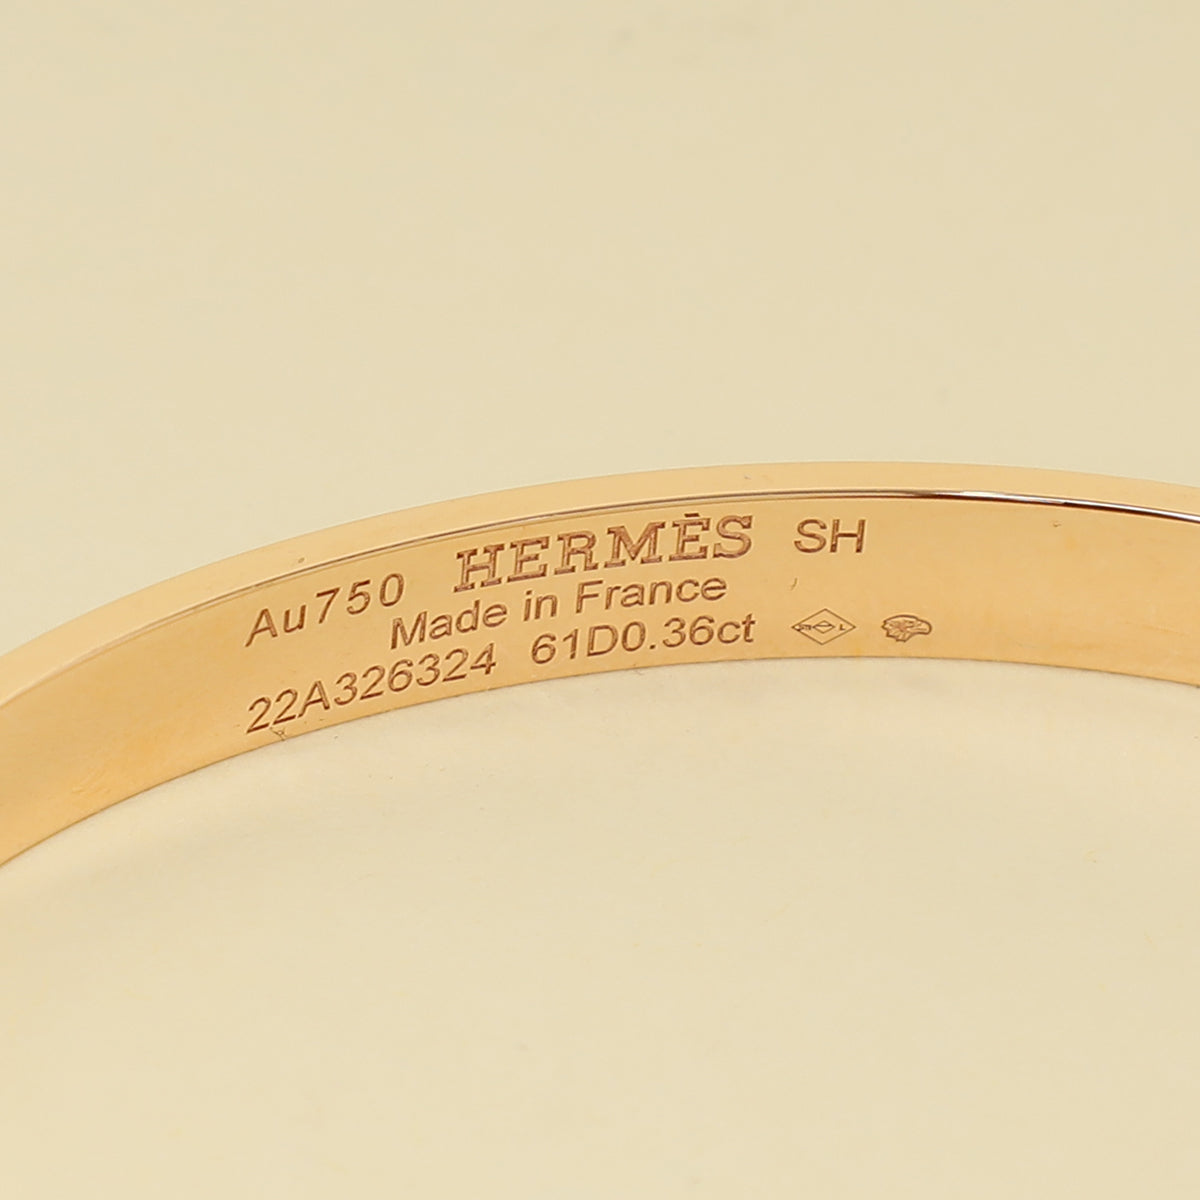 Au750 HERMÈS SH
Made in France
22A326324 61D0.36ct